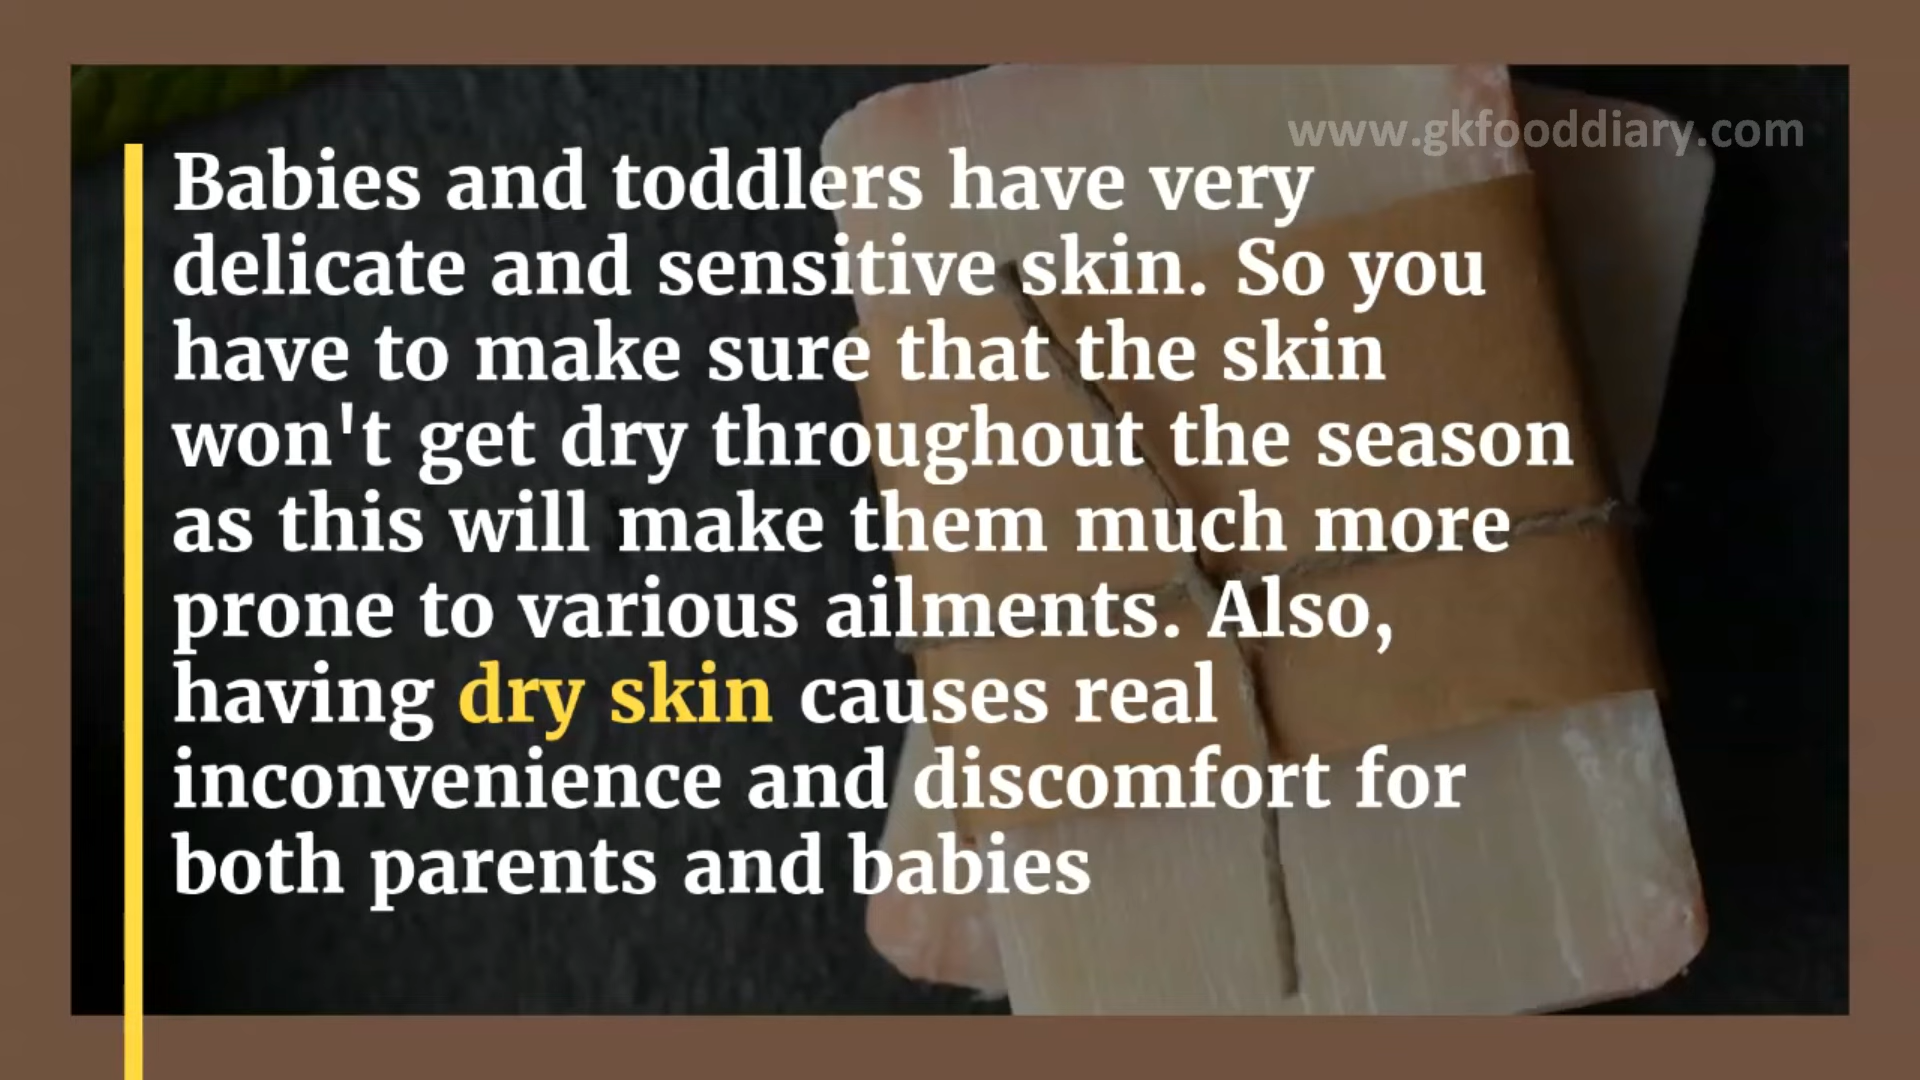 www.gkfooddiary.com
Babies and toddlers have very
delicate and sensitive skin. So you
have to make sure that the skin
won't get dry throughout the season
as this will make them much more
prone to various ailments. Also,
having dry skin causes real
inconvenience and discomfort for
both parents and babies